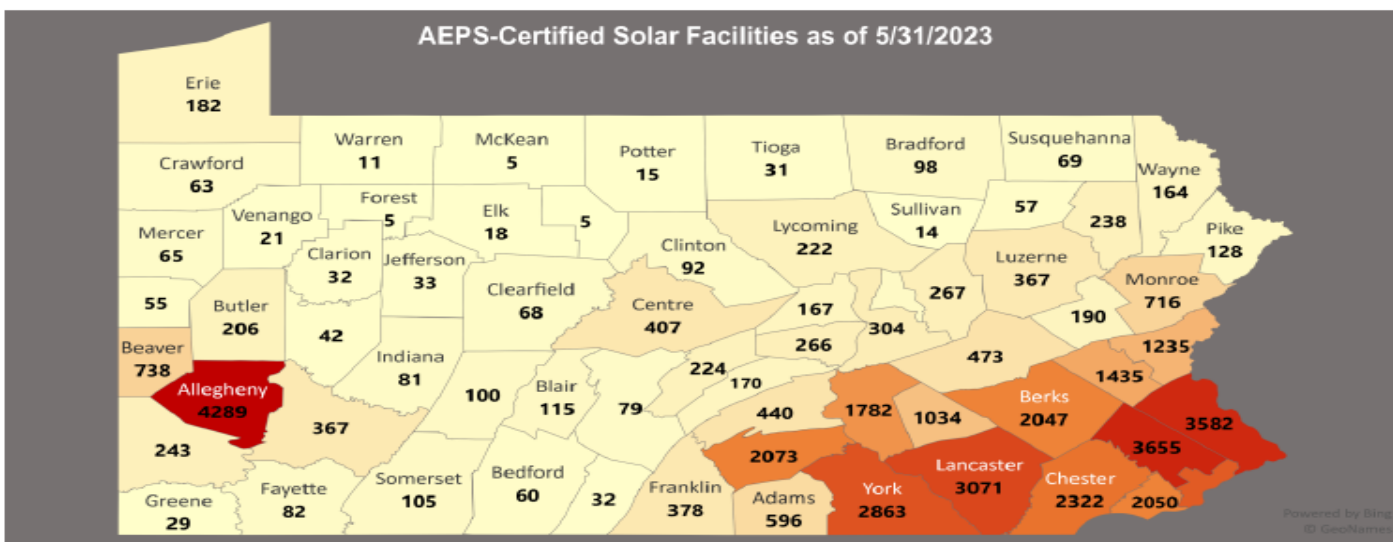 AEPS-Certified Solar Facilities as of 5/31/2023
Erie
182
Warren
11
McKean
5
Potter
15
Tioga
31
Bradford
98
Susquehanna
69
Wayne
164
Crawford
63
Forest
5
Elk
18
5
Venango
21
Mercer
65
Clarion
32
Jefferson
33
Clinton
92
Lycoming
222
Sullivan
14
57
238
Pike
128
Luzerne
367
Monroe
716
55
Butler
206
42
Clearfield
68
Centre
407
167
304
267
190
Beaver
738
Allegheny
4289
Indiana
81
100
Blair
115
79
224
170
266
473
1435
1235
243
367
440
1782
1034
Berks
2047
3655
3582
Greene
29
Fayette
82
Somerset
105
Bedford
60
32
Franklin
378
2073
Adams
596
York
2863
Lancaster
3071
Chester
2322
2050
Powered by Bing
© GeoNames